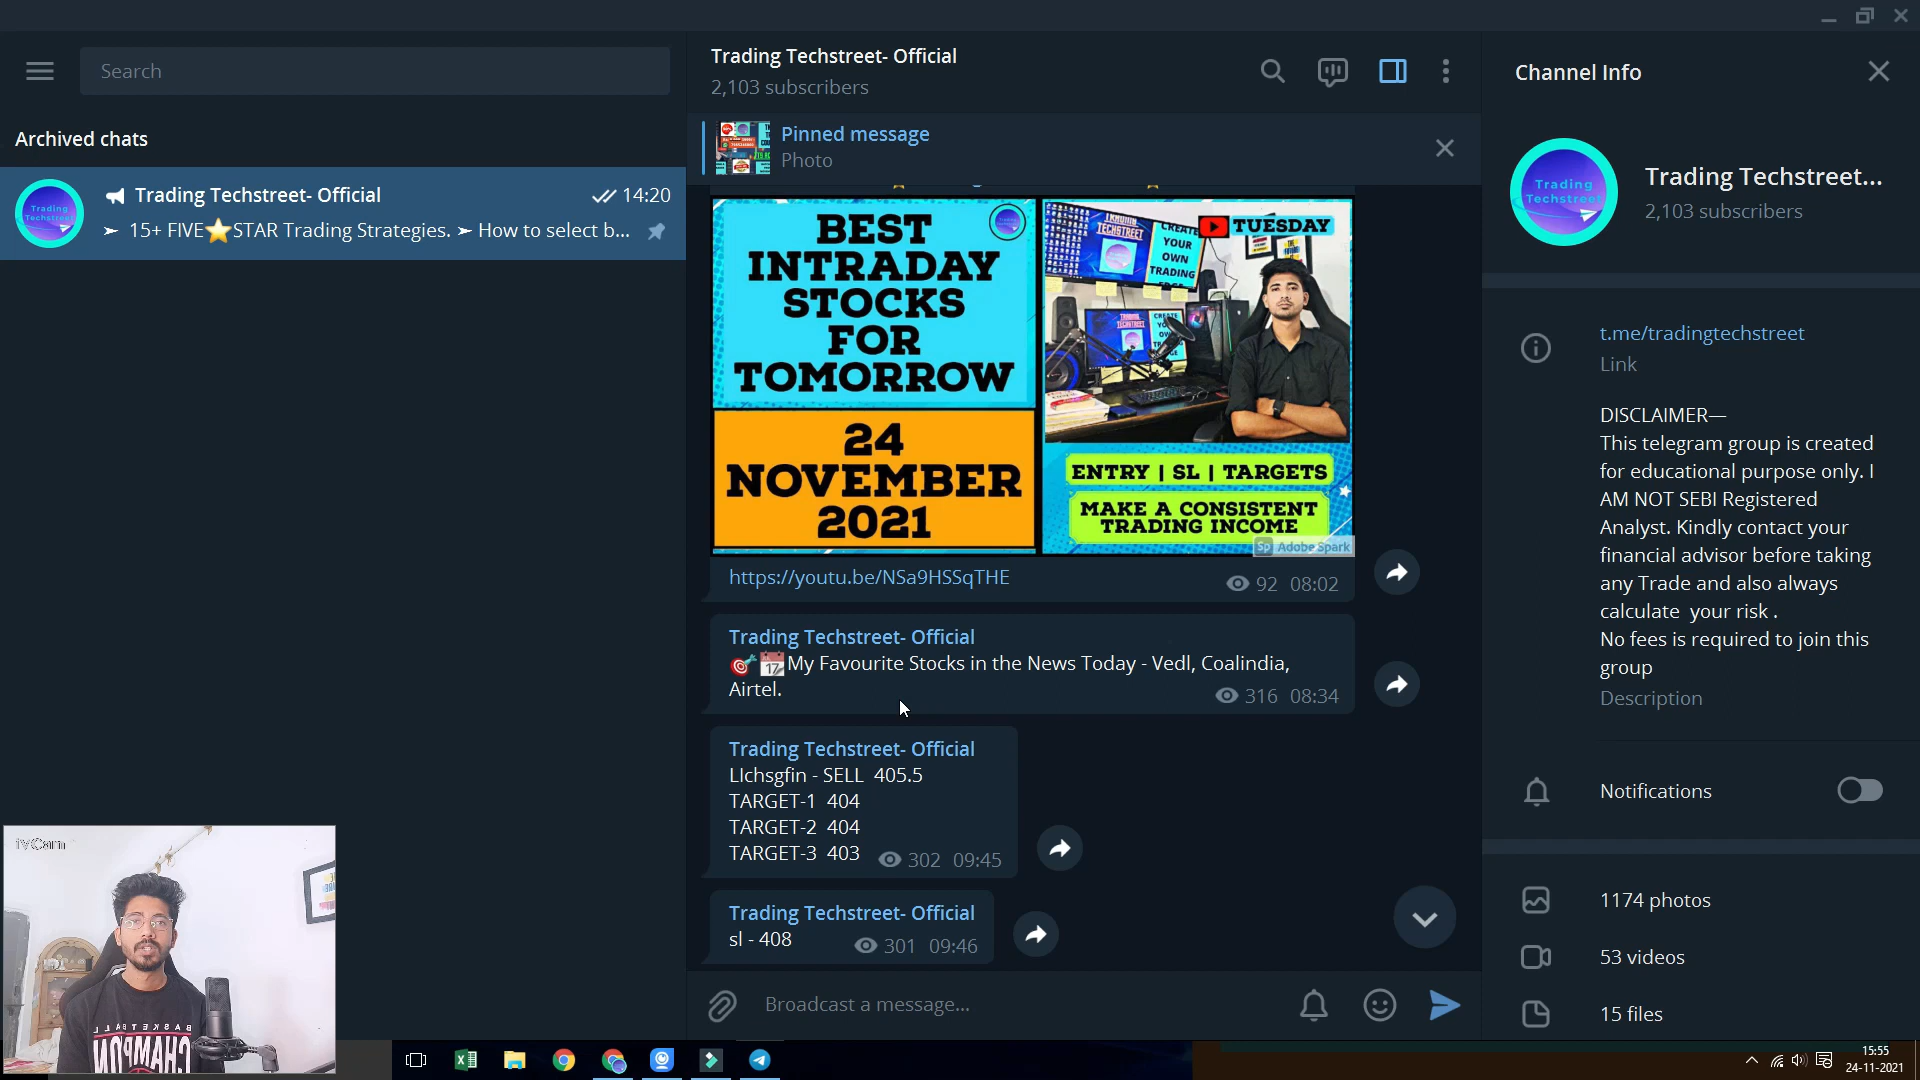 Search
Archived chats
Trading Techstreet- Official
14:20
➢ 15+ FIVE⭐STAR Trading Strategies. ➢ How to select b...
Trading Techstreet- Official
2,103 subscribers
Pinned message
Photo
BEST
INTRADAY
STOCKS
FOR
TOMORROW
24
NOVEMBER
2021
TUESDAY
TECHSTREET
CREATE
YOUR
OWN
TRADING
ENTRY | SL | TARGETS
MAKE A CONSISTENT
TRADING INCOME
Sp Adobe Spark
https://youtu.be/NSa9HSSqTHE
92 08:02
Trading Techstreet- Official
🎯📅My Favourite Stocks in the News Today - Vedl, Coalindia,
Airtel.
316 08:34
Trading Techstreet- Official
LIchsgfin - SELL 405.5
TARGET-1 404
TARGET-2 404
TARGET-3 403
302 09:45
Trading Techstreet- Official
sl - 408
301 09:46
Broadcast a message...
Channel Info
Trading
Techstreet
Trading Techstreet...
2,103 subscribers
t.me/tradingtechstreet
Link
DISCLAIMER—
This telegram group is created
for educational purpose only. I
AM NOT SEBI Registered
Analyst. Kindly contact your
financial advisor before taking
any Trade and also always
calculate your risk .
No fees is required to join this
group
Description
Notifications
1174 photos
53 videos
15 files
iVCam
BASKETBALL
CHAMPION
15:55
24-11-2021